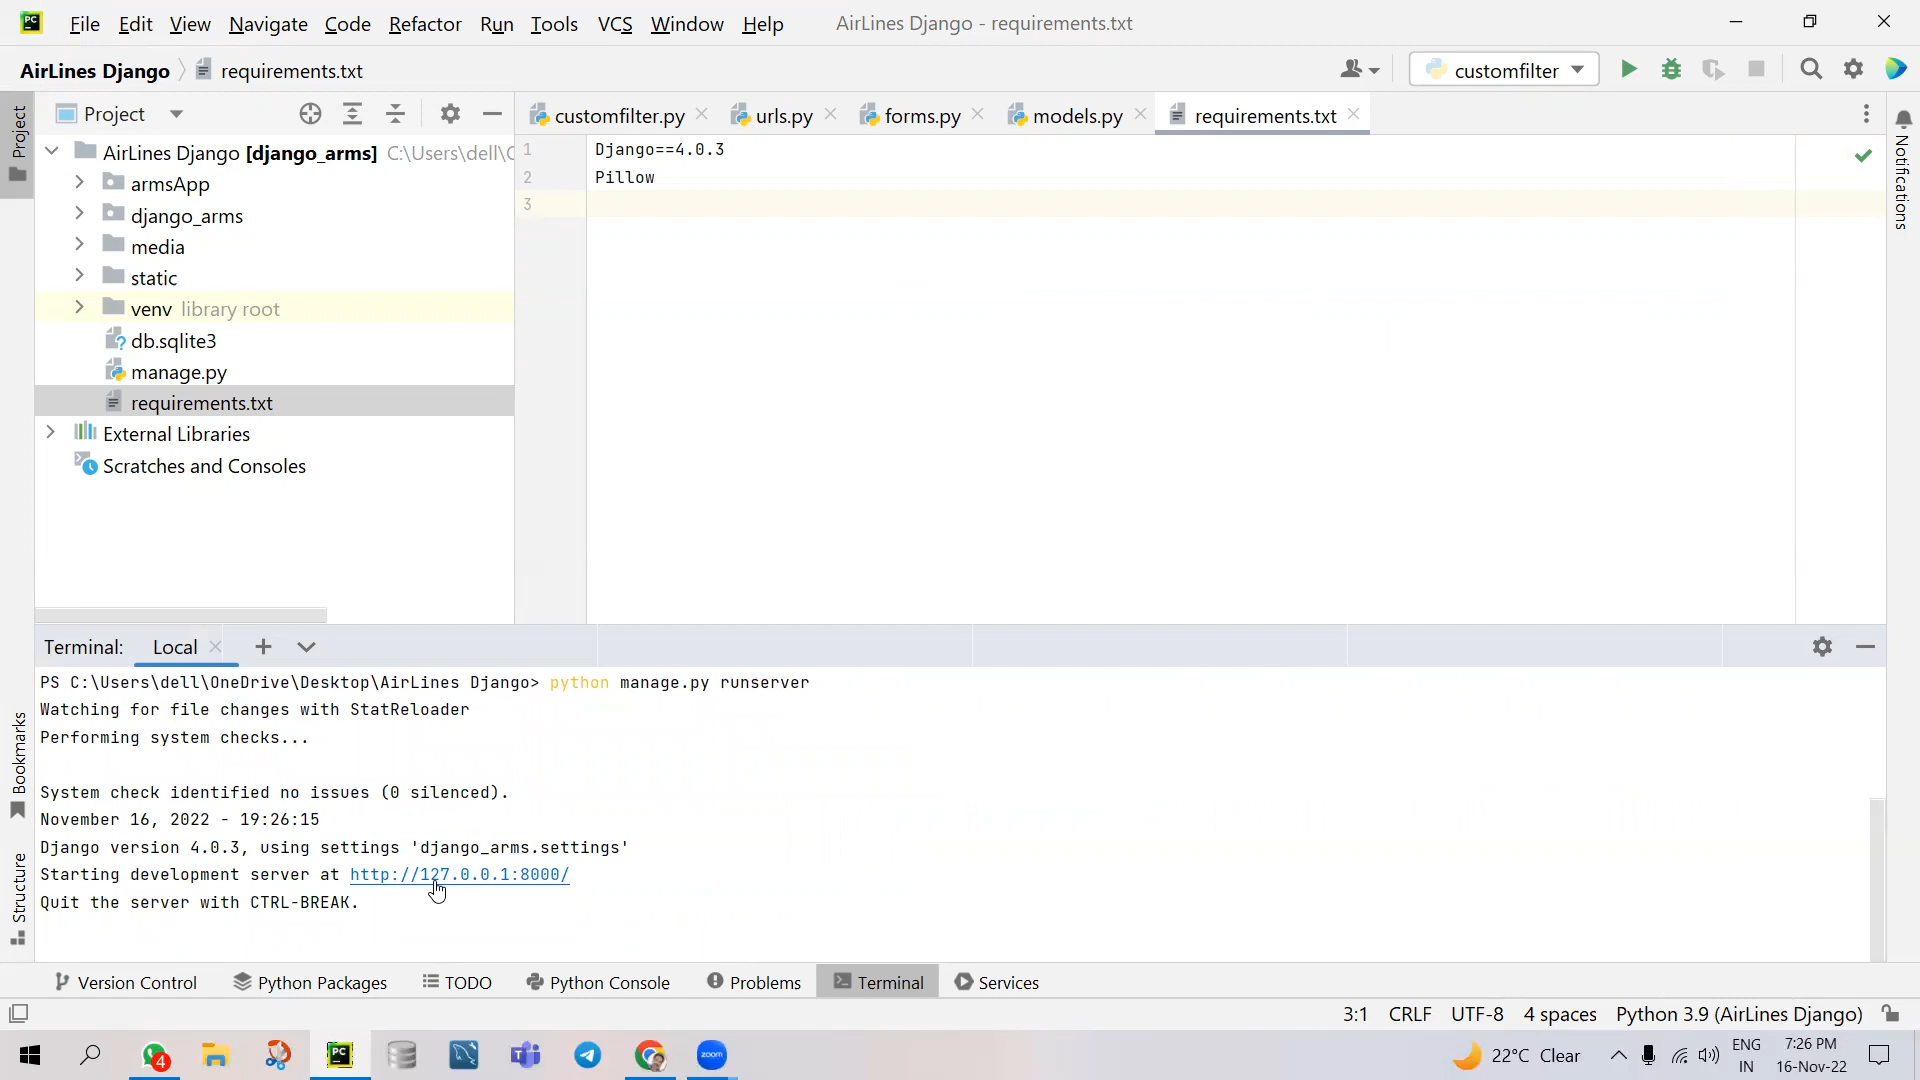 PC File Edit View Navigate Code Refactor Run Tools VCS Window Help AirLines Django - requirements.txt
AirLines Django requirements.txt customfilter
Project Project customfilter.py urls.py forms.py models.py requirements.txt Notifications
AirLines Django [django_arms] C:\Users\dell\O
armsApp
django_arms
media
static
venv library root
db.sqlite3
manage.py
requirements.txt
External Libraries
Scratches and Consoles
1 Django==4.0.3
2 Pillow
3
Terminal: Local
PS C:\Users\dell\OneDrive\Desktop\AirLines Django> python manage.py runserver
Watching for file changes with StatReloader
Performing system checks...
System check identified no issues (0 silenced).
November 16, 2022 - 19:26:15
Django version 4.0.3, using settings 'django_arms.settings'
Starting development server at http://127.0.0.1:8000/
Quit the server with CTRL-BREAK.
Bookmarks
Structure
Version Control Python Packages TODO Python Console Problems Terminal Services
3:1 CRLF UTF-8 4 spaces Python 3.9 (AirLines Django)
4 PC zoom 22°C Clear ENG 7:26 PM
IN 16-Nov-22